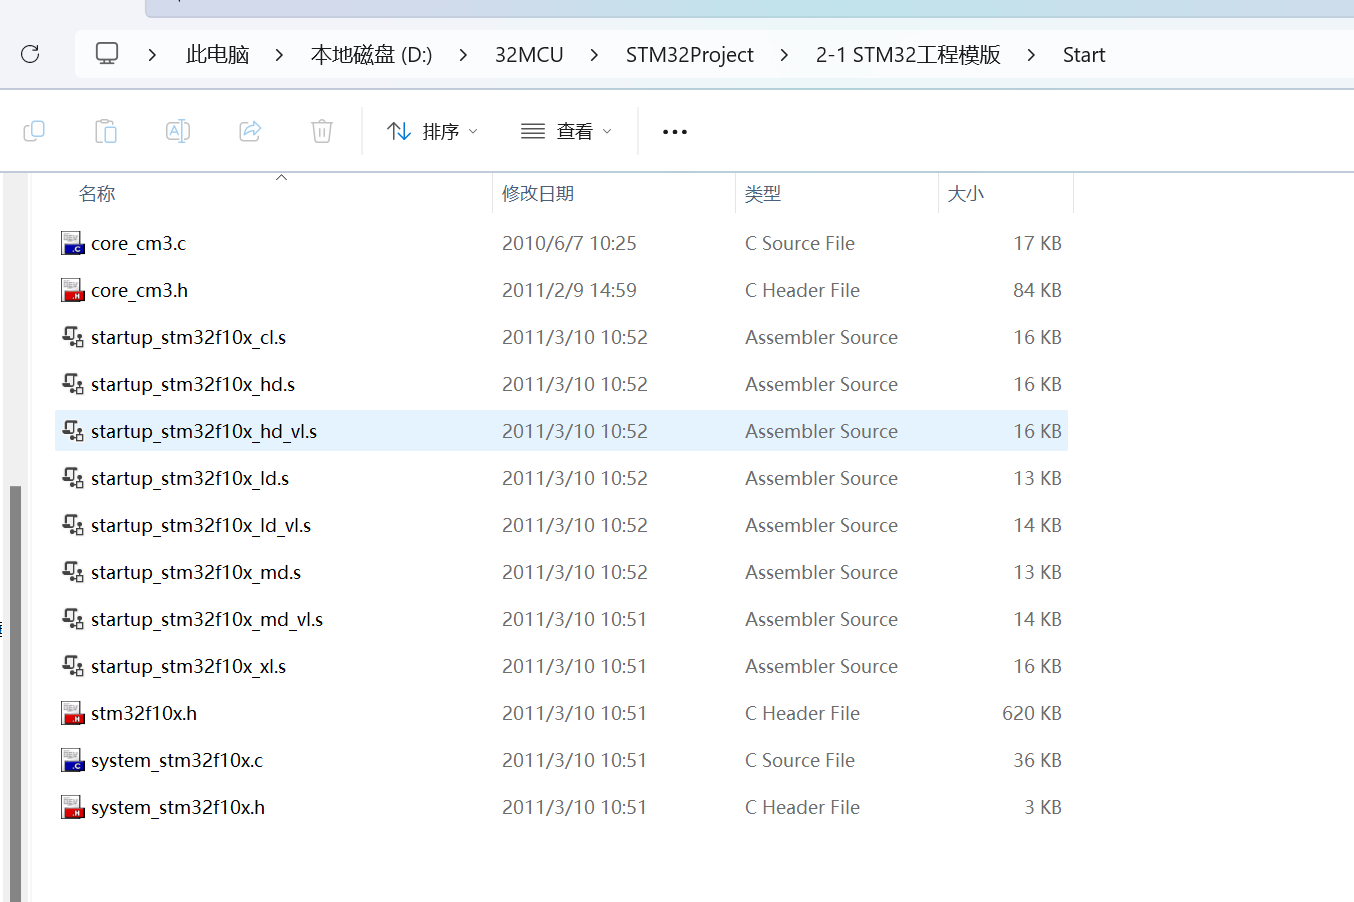 此电脑 本地磁盘 (D:) 32MCU STM32Project 2-1 STM32工程模版 Start
排序 查看
名称 修改日期 类型 大小
core_cm3.c 2010/6/7 10:25 C Source File 17 KB
core_cm3.h 2011/2/9 14:59 C Header File 84 KB
startup_stm32f10x_cl.s 2011/3/10 10:52 Assembler Source 16 KB
startup_stm32f10x_hd.s 2011/3/10 10:52 Assembler Source 16 KB
startup_stm32f10x_hd_vl.s 2011/3/10 10:52 Assembler Source 16 KB
startup_stm32f10x_ld.s 2011/3/10 10:52 Assembler Source 13 KB
startup_stm32f10x_ld_vl.s 2011/3/10 10:52 Assembler Source 14 KB
startup_stm32f10x_md.s 2011/3/10 10:52 Assembler Source 13 KB
startup_stm32f10x_md_vl.s 2011/3/10 10:51 Assembler Source 14 KB
startup_stm32f10x_xl.s 2011/3/10 10:51 Assembler Source 16 KB
stm32f10x.h 2011/3/10 10:51 C Header File 620 KB
system_stm32f10x.c 2011/3/10 10:51 C Source File 36 KB
system_stm32f10x.h 2011/3/10 10:51 C Header File 3 KB